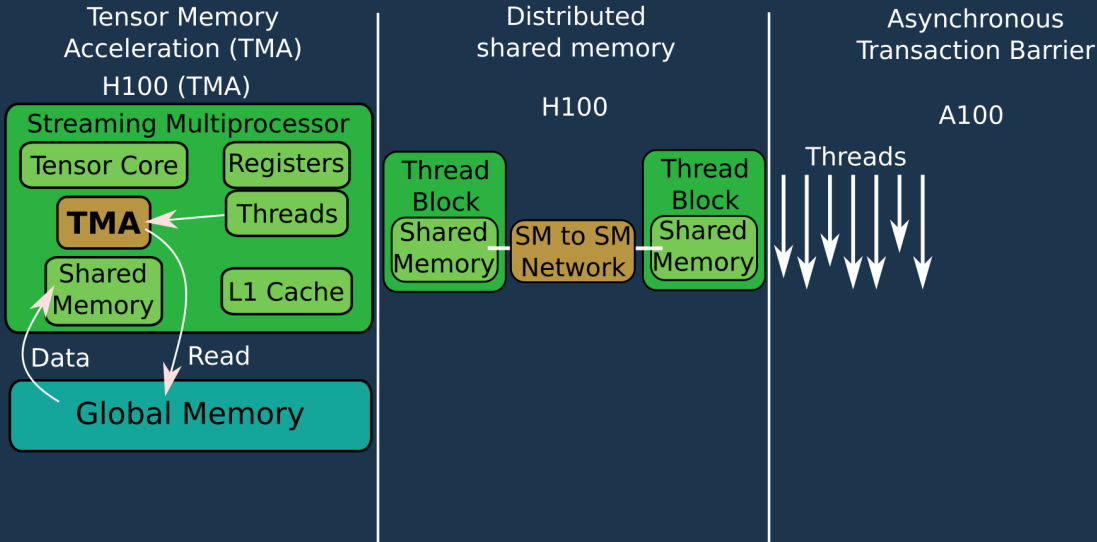 Tensor Memory
Acceleration (TMA)
H100 (TMA)
Streaming Multiprocessor
Tensor Core
Registers
TMA
Threads
Shared
Memory
L1 Cache
Data
Read
Global Memory
Distributed
shared memory
H100
Thread
Block
Shared
Memory
SM to SM
Network
Thread
Block
Shared
Memory
Asynchronous
Transaction Barrier
A100
Threads